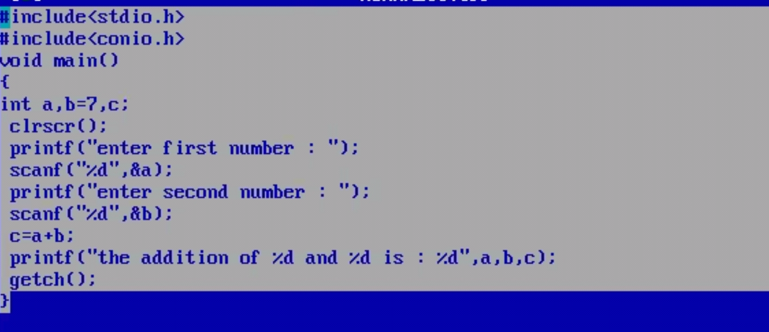 #include<stdio.h>
#include<conio.h>
void main()
{
int a,b=7,c;
clrscr();
printf("enter first number : ");
scanf("%d",&a);
printf("enter second number : ");
scanf("%d",&b);
c=a+b;
printf("the addition of %d and %d is : %d",a,b,c);
getch();
}